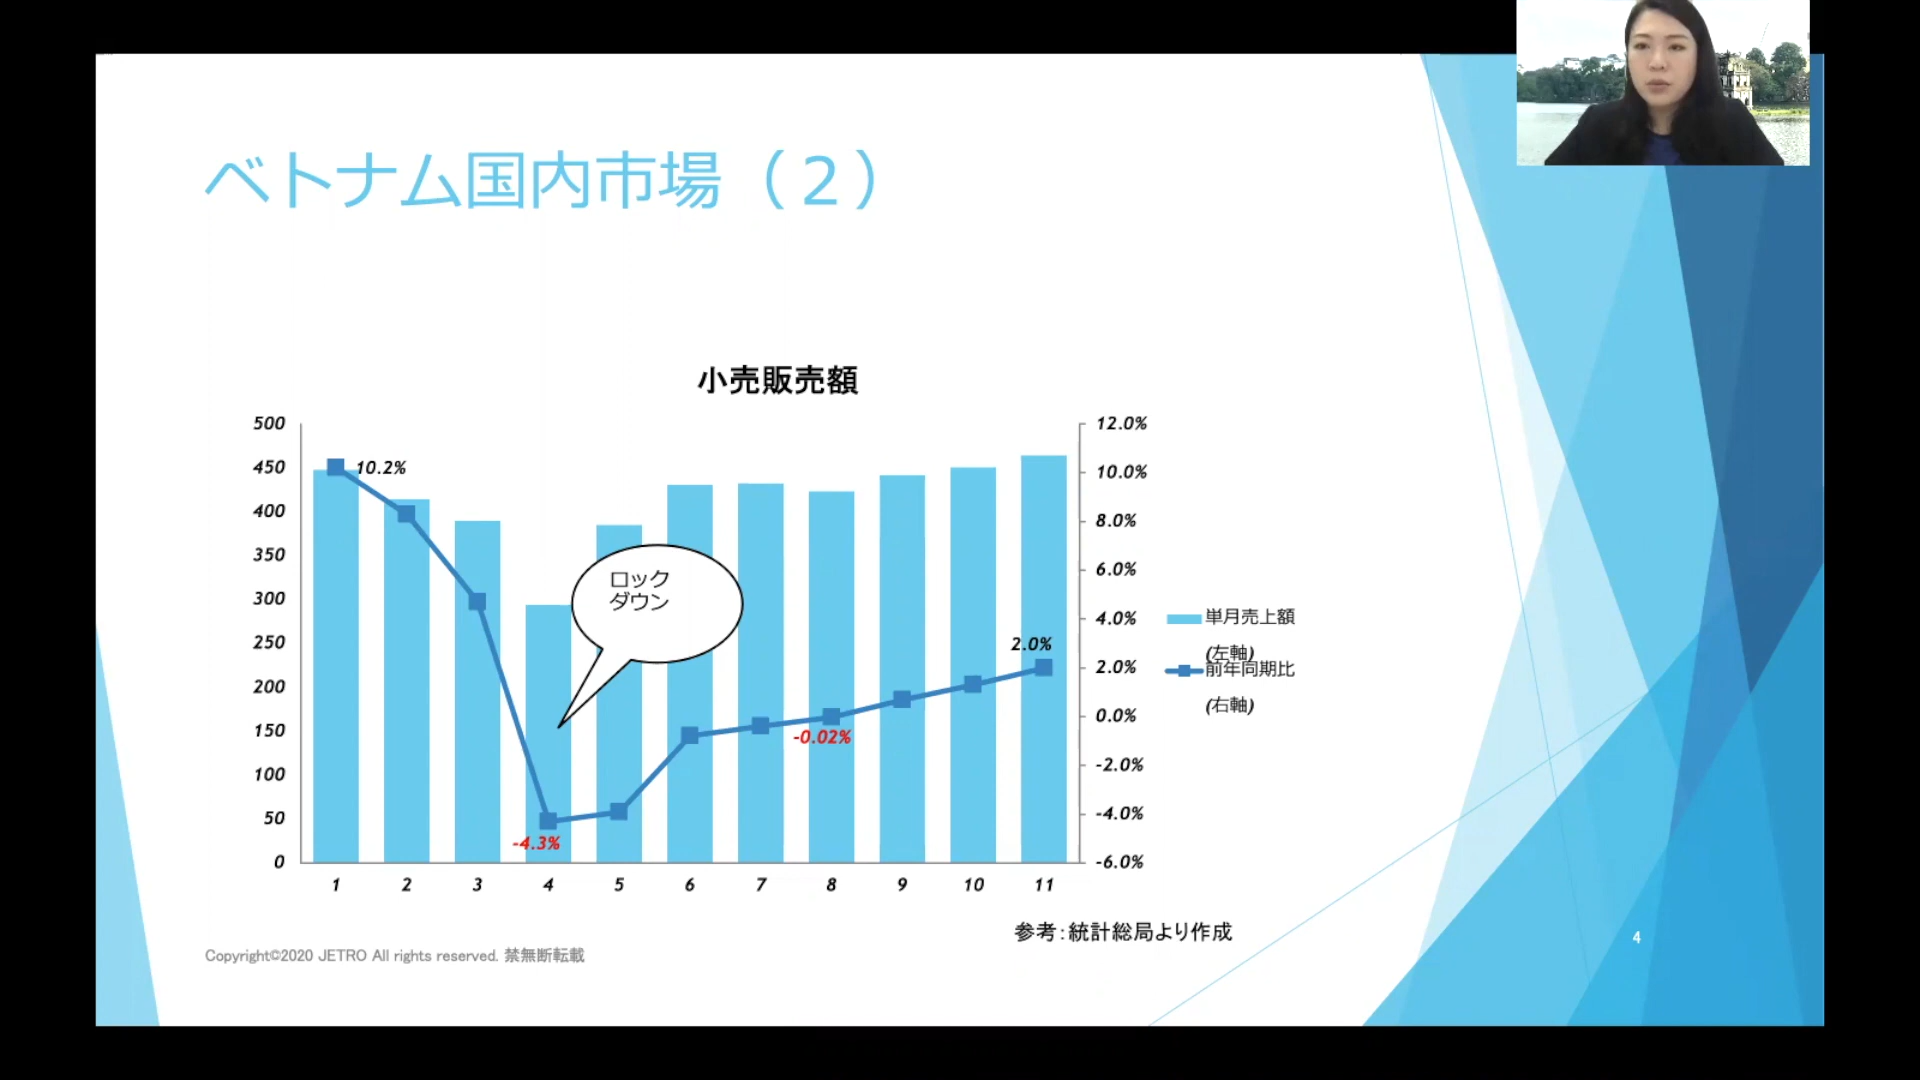 ベトナム国内市場（２）
小売販売額
500
450
400
350
300
250
200
150
100
50
0
12.0%
10.0%
8.0%
6.0%
4.0%
2.0%
0.0%
-2.0%
-4.0%
-6.0%
10.2%
ロック
ダウン
-4.3%
-0.02%
2.0%
1 2 3 4 5 6 7 8 9 10 11
単月売上額
(左軸)
前年同期比
(右軸)
参考：統計総局より作成
Copyright©2020 JETRO All rights reserved. 禁無断転載
4